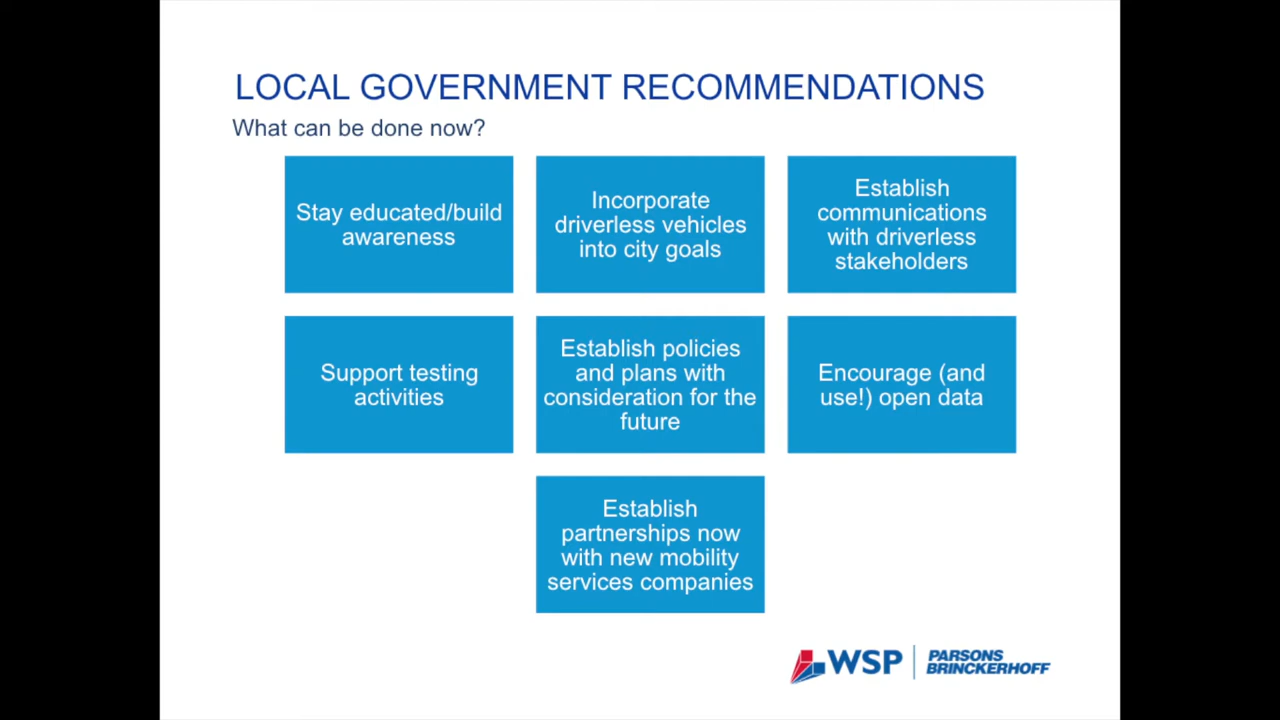 LOCAL GOVERNMENT RECOMMENDATIONS
What can be done now?
Stay educated/build
awareness
Incorporate
driverless vehicles
into city goals
Establish
communications
with driverless
stakeholders
Support testing
activities
Establish policies
and plans with
consideration for the
future
Encourage (and
use!) open data
Establish
partnerships now
with new mobility
services companies
WSP
PARSONS
BRINCKERHOFF